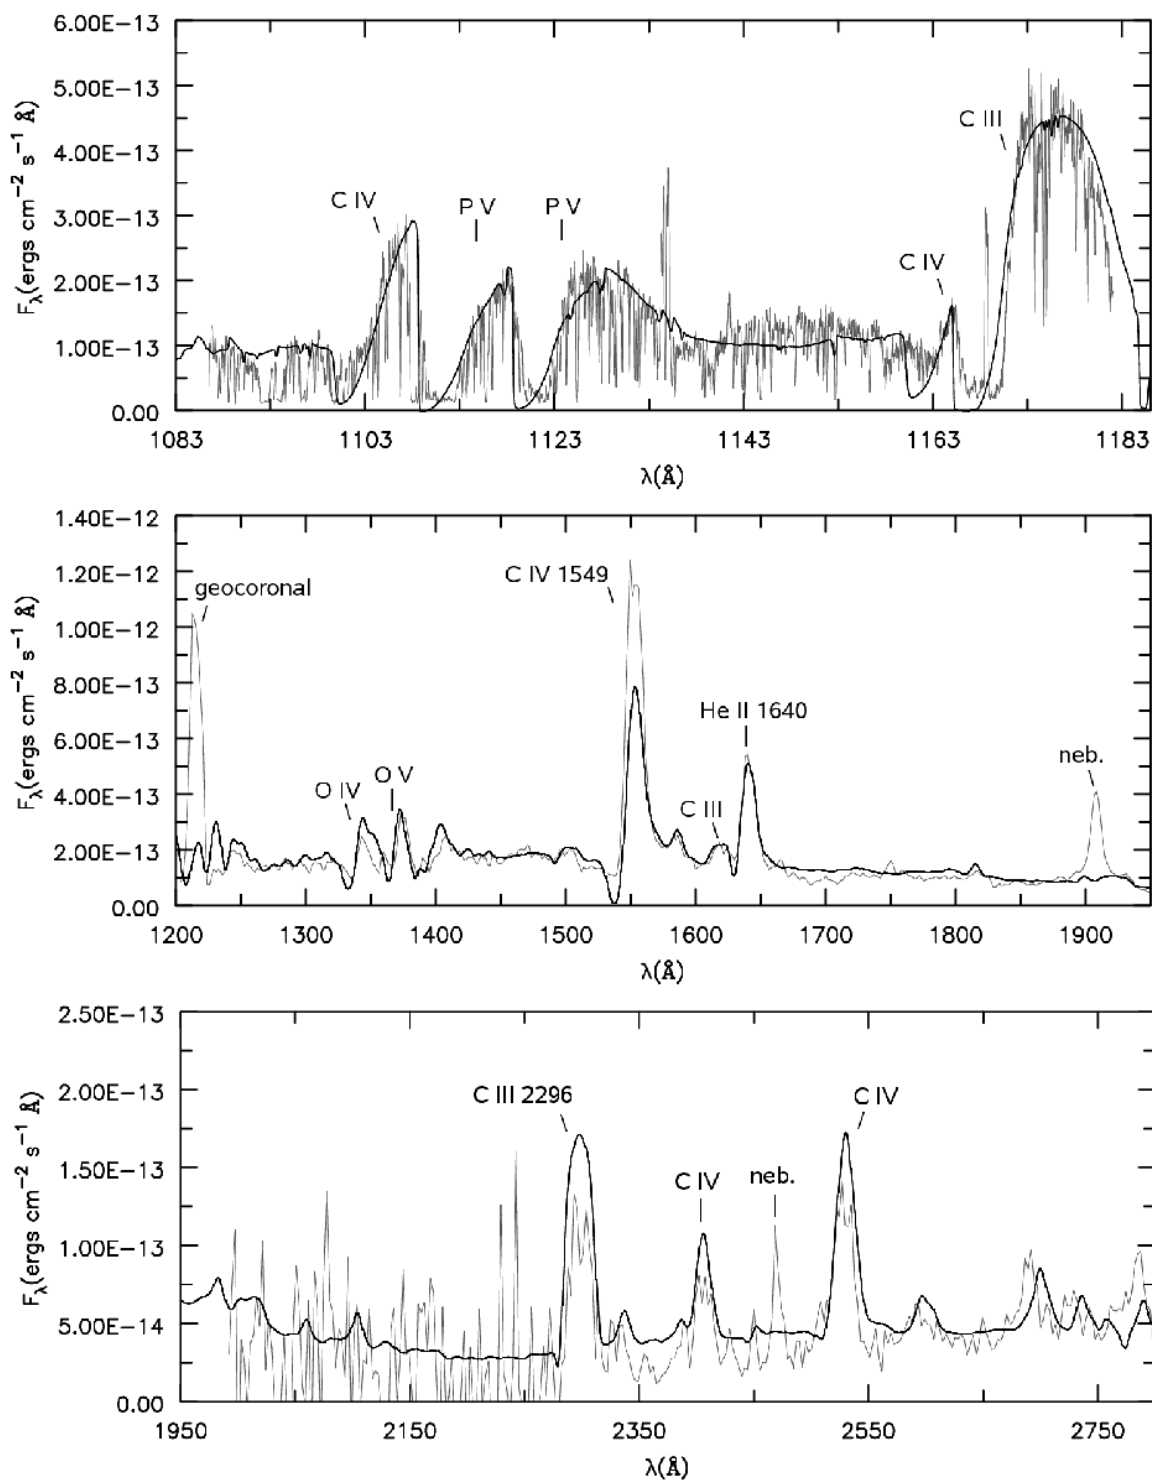 6.00E−13
5.00E−13
4.00E−13
3.00E−13
2.00E−13
1.00E−13
0.00
Fλ(ergs cm−2 s−1 Å)
C IV
P V
P V
C IV
C III
1083
1103
1123
1143
1163
1183
λ(Å)
1.40E−12
1.20E−12
1.00E−12
8.00E−13
6.00E−13
4.00E−13
2.00E−13
0.00
Fλ(ergs cm−2 s−1 Å)
geocoronal
O IV
O V
C IV 1549
C III
He II 1640
neb.
1200
1300
1400
1500
1600
1700
1800
1900
λ(Å)
2.50E−13
2.00E−13
1.50E−13
1.00E−13
5.00E−14
0.00
Fλ(ergs cm−2 s−1 Å)
C III 2296
C IV
neb.
C IV
1950
2150
2350
2550
2750
λ(Å)